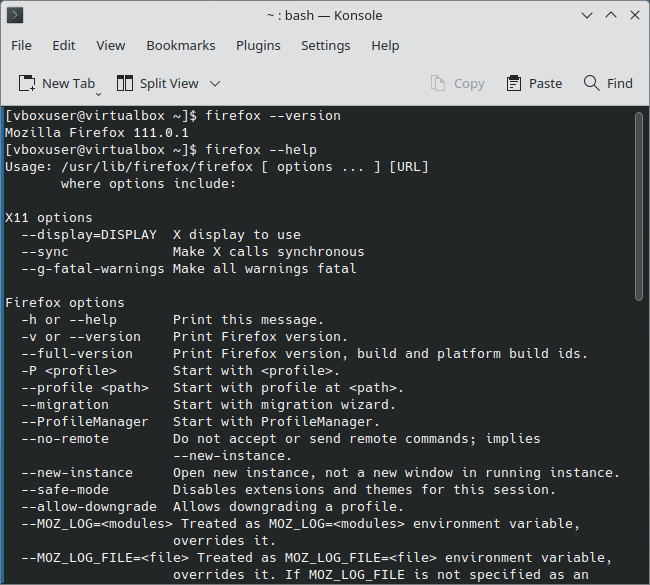 ~ : bash — Konsole
File Edit View Bookmarks Plugins Settings Help
New Tab Split View Copy Paste Find
[vboxuser@virtualbox ~]$ firefox --version
Mozilla Firefox 111.0.1
[vboxuser@virtualbox ~]$ firefox --help
Usage: /usr/lib/firefox/firefox [ options ... ] [URL]
       where options include:

X11 options
  --display=DISPLAY  X display to use
  --sync             Make X calls synchronous
  --g-fatal-warnings Make all warnings fatal

Firefox options
  -h or --help       Print this message.
  -v or --version    Print Firefox version.
  --full-version     Print Firefox version, build and platform build ids.
  -P <profile>       Start with <profile>.
  --profile <path>   Start with profile at <path>.
  --migration        Start with migration wizard.
  --ProfileManager   Start with ProfileManager.
  --no-remote        Do not accept or send remote commands; implies
                     --new-instance.
  --new-instance     Open new instance, not a new window in running instance.
  --safe-mode        Disables extensions and themes for this session.
  --allow-downgrade  Allows downgrading a profile.
  --MOZ_LOG=<modules> Treated as MOZ_LOG=<modules> environment variable,
                     overrides it.
  --MOZ_LOG_FILE=<file> Treated as MOZ_LOG_FILE=<file> environment variable,
                     overrides it. If MOZ_LOG_FILE is not specified as an